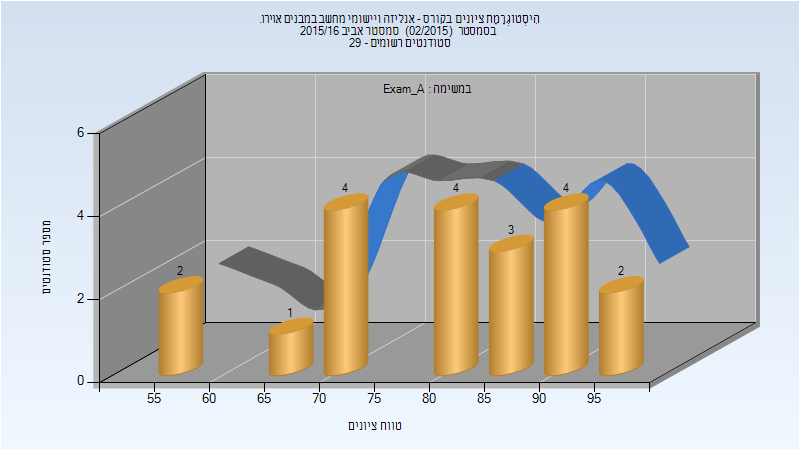 הִיסְטוֹגְרַמַּת ציונים בקורס - אנליזה ויישומי מחשב במבנים אוירו.
בסמסטר (02/2015) סמסטר אביב 2015/16
סטודנטים רשומים - 29
במשימה : Exam_A
מספר סטודנטים
6
4
2
0
2
1
4
4
3
4
2
55 60 65 70 75 80 85 90 95
טווח ציונים